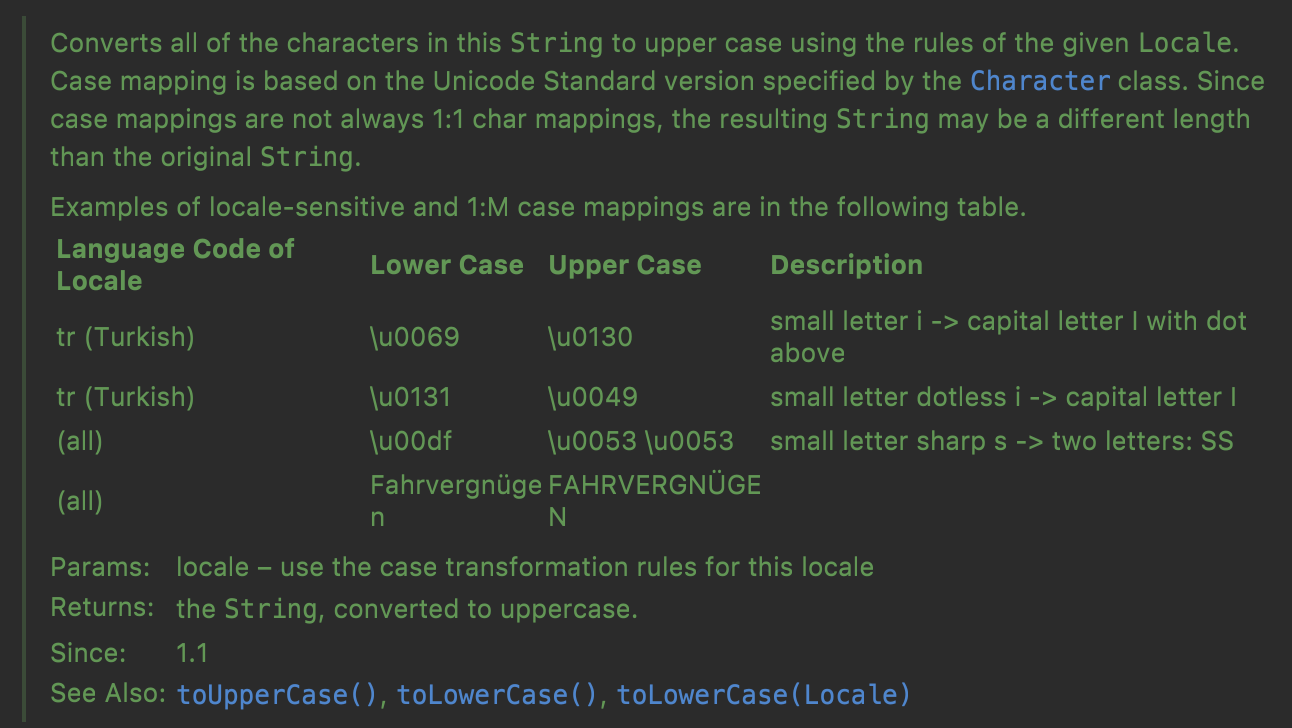 Converts all of the characters in this String to upper case using the rules of the given Locale.
Case mapping is based on the Unicode Standard version specified by the Character class. Since
case mappings are not always 1:1 char mappings, the resulting String may be a different length
than the original String.
Examples of locale-sensitive and 1:M case mappings are in the following table.
Language Code of
Locale
Lower Case Upper Case Description
tr (Turkish) \u0069 \u0130 small letter i -> capital letter I with dot
above
tr (Turkish) \u0131 \u0049 small letter dotless i -> capital letter I
(all) \u00df \u0053 \u0053 small letter sharp s -> two letters: SS
(all) Fahrvergnüge FAHRVERGNÜGE
n N
Params: locale – use the case transformation rules for this locale
Returns: the String, converted to uppercase.
Since: 1.1
See Also: toUpperCase(), toLowerCase(), toLowerCase(Locale)